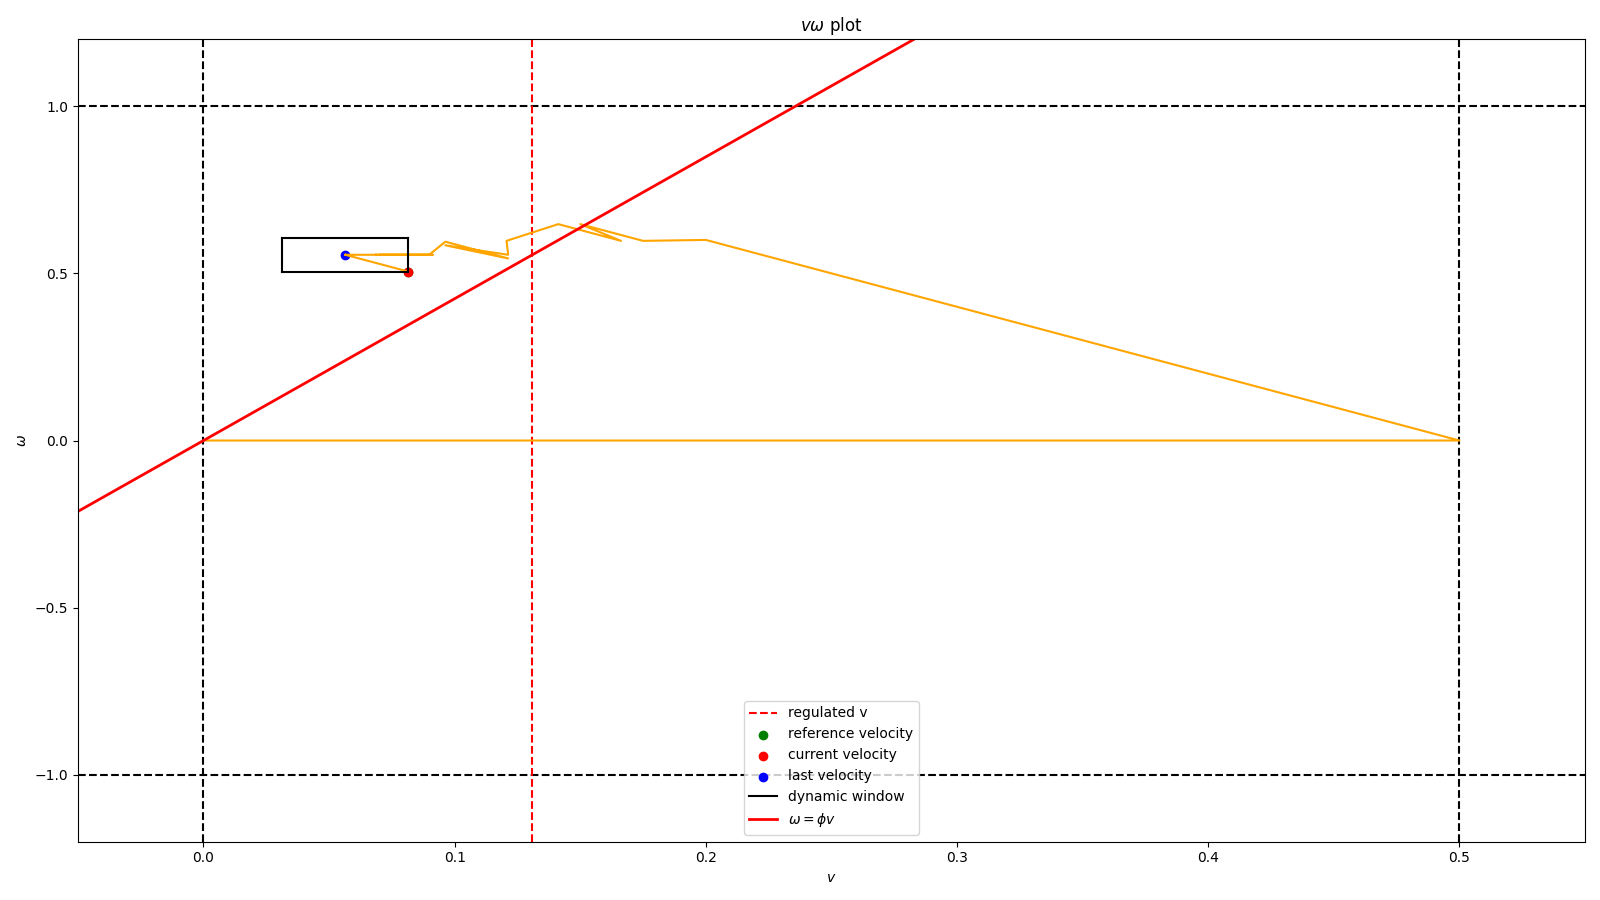 vω plot
1.0
0.5
0.0
−0.5
−1.0
ω
regulated v
reference velocity
current velocity
last velocity
dynamic window
ω = ϕv
0.0 0.1 0.2 0.3 0.4 0.5
v